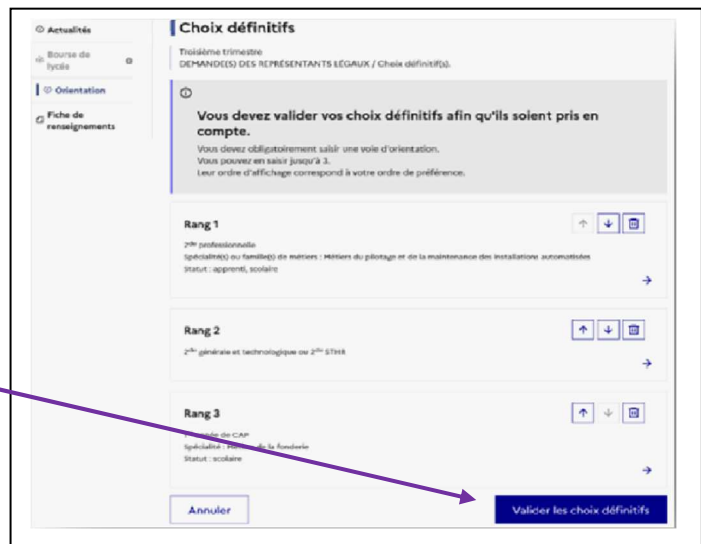 Actualités
Bourse de
lycée
Orientation
Fiche de
renseignements
Choix définitifs
Troisième trimestre
DEMANDE(S) DES REPRÉSENTANTS LÉGAUX / Choix définitif(s).
Vous devez valider vos choix définitifs afin qu'ils soient pris en
compte.
Vous devez obligatoirement saisir une voie d'orientation.
Vous pouvez en saisir jusqu'à 3.
Leur ordre d'affichage correspond à votre ordre de préférence.
Rang 1
2de professionnelle
Spécialité(s) ou famille(s) de métiers : Métiers du pilotage et de la maintenance des installations automatisées
Statut : apprenti, scolaire
Rang 2
2de générale et technologique ou 2de STHR
Rang 3
année de CAP
Spécialité : de la fonderie
Statut : scolaire
Annuler
Valider les choix définitifs